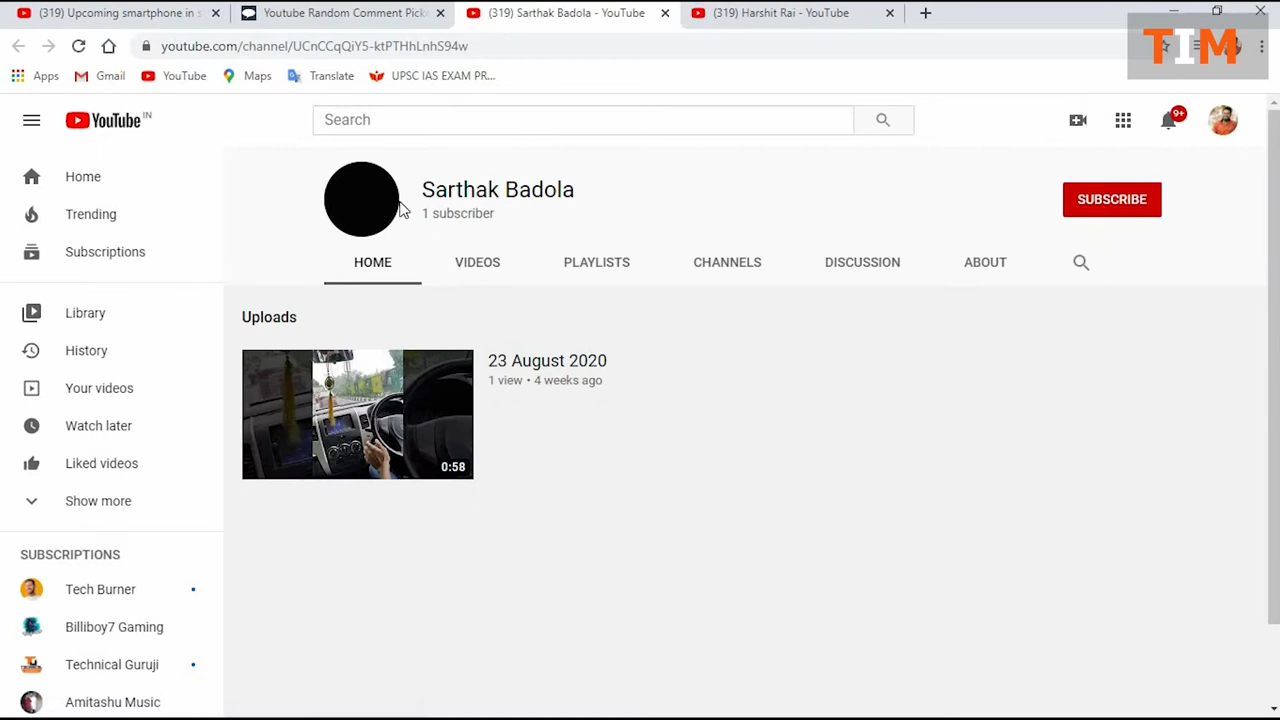 (319) Upcoming smartphone in s
Youtube Random Comment Picke
(319) Sarthak Badola - YouTube
(319) Harshit Rai - YouTube
youtube.com/channel/UCnCCqQiY5-ktPTHhLnhS94w
TIM
Apps
Gmail
YouTube
Maps
Translate
UPSC IAS EXAM PR...
YouTube IN
Search
9+
Home
Trending
Subscriptions
Library
History
Your videos
Watch later
Liked videos
Show more
SUBSCRIPTIONS
Tech Burner
Billiboy7 Gaming
Technical Guruji
Amitashu Music
Sarthak Badola
1 subscriber
SUBSCRIBE
HOME
VIDEOS
PLAYLISTS
CHANNELS
DISCUSSION
ABOUT
Uploads
0:58
23 August 2020
1 view • 4 weeks ago